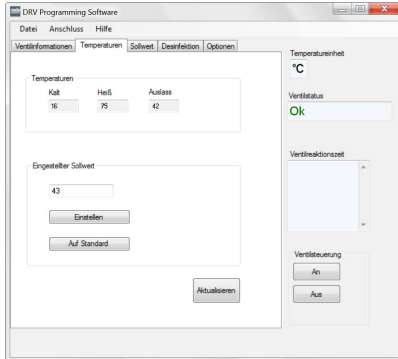 DRV Programming Software
Datei Anschluss Hilfe
Ventilinformationen Temperaturen Sollwert Desinfektion Optionen
Temperatureinheit
°C
Temperaturen
Kalt Heiß Auslass
16 75 42
Ventilstatus
Ok
Eingestellter Sollwert
43
Einstellen
Auf Standard
Aktualisieren
Ventilreaktionszeit
Ventilsteuerung
An
Aus